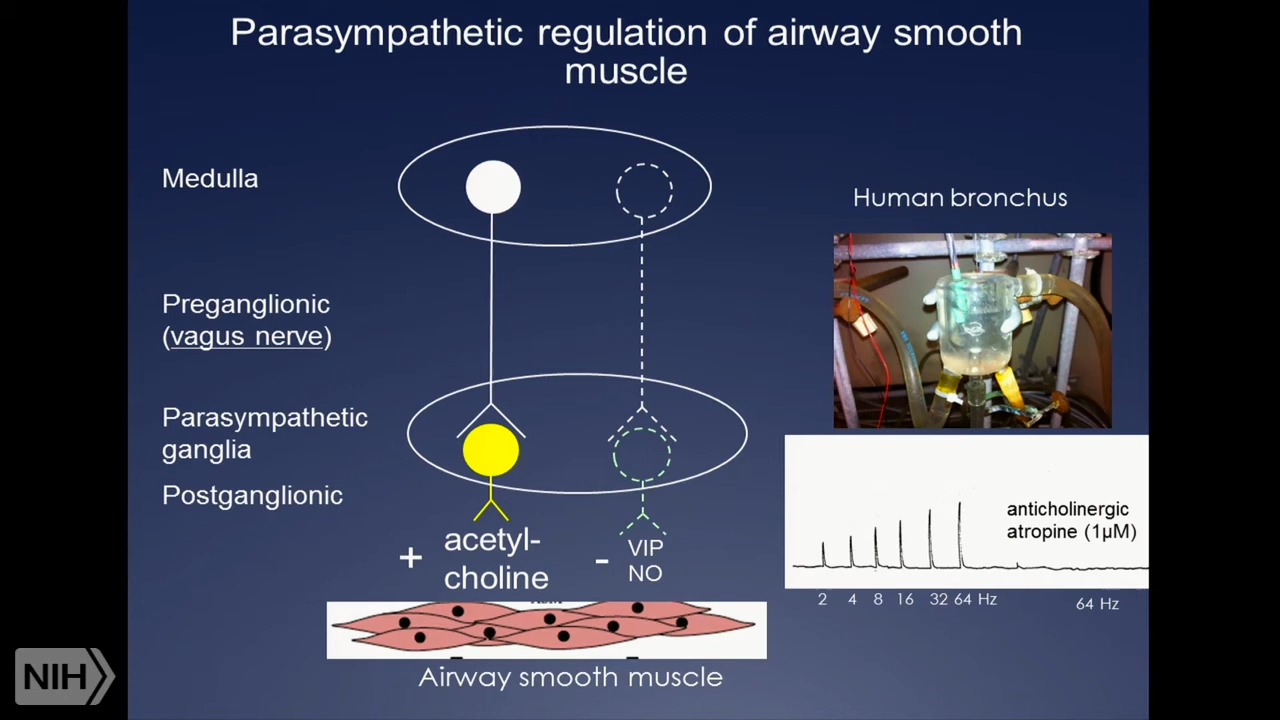 Parasympathetic regulation of airway smooth
muscle
Medulla
Preganglionic
(vagus nerve)
Parasympathetic
ganglia
Postganglionic
+
acetyl-
choline
-
VIP
NO
Airway smooth muscle
Human bronchus
anticholinergic
atropine (1µM)
2 4 8 16 32 64 Hz
64 Hz
NIH